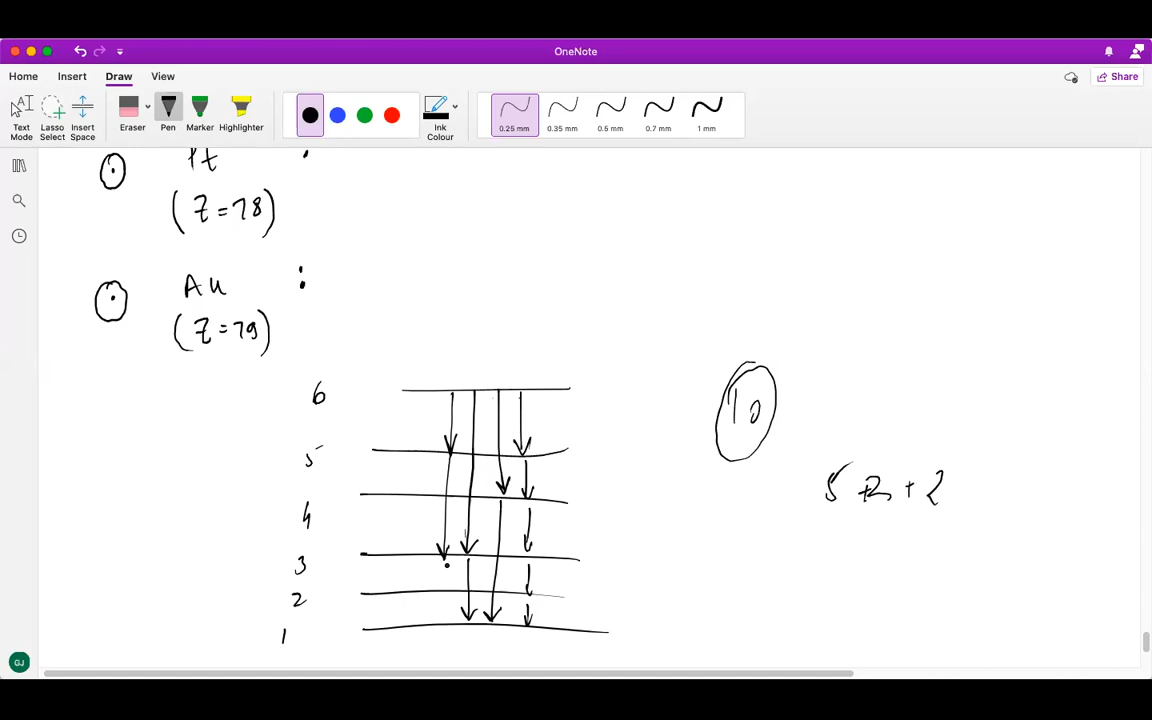 OneNote
Home Insert Draw View
Share
Text Mode
Lasso Select
Insert Space
Eraser
Pen
Marker
Highlighter
Ink Colour
0.25 mm
0.35 mm
0.5 mm
0.7 mm
1 mm
Pt :
(Z=78)
Au :
(Z=79)
6
10
5
5 + 2
4
3
2
1
GJ